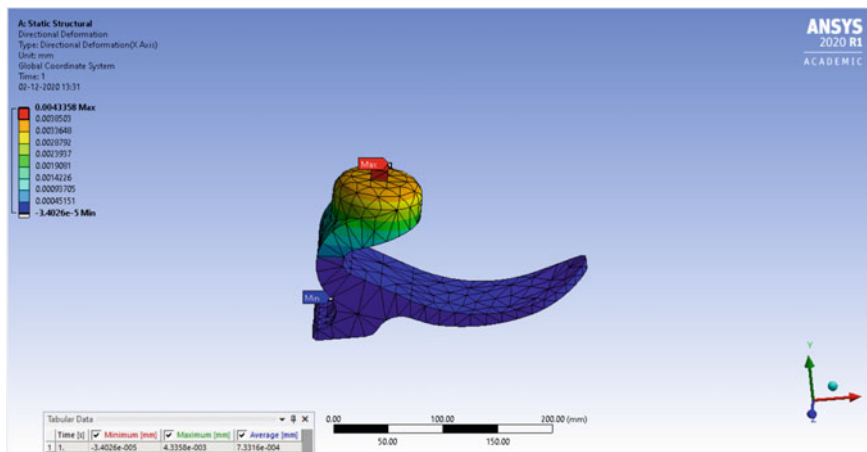 A: Static Structural
Directional Deformation
Type: Directional Deformation(X Axis)
Unit: mm
Global Coordinate System
Time: 1
02-12-2020 13:31
0.0043358 Max
0.0038503
0.0033648
0.0028792
0.0023937
0.0019081
0.0014226
0.00093705
0.00045151
-3.4026e-5 Min
ANSYS
2020 R1
ACADEMIC
Max
Min
Y
Z
0.00 100.00 200.00 (mm)
50.00 150.00
Tabular Data
Time [s] Minimum [mm] Maximum [mm] Average [mm]
1 1. -3.4026e-005 4.3358e-003 7.3316e-004